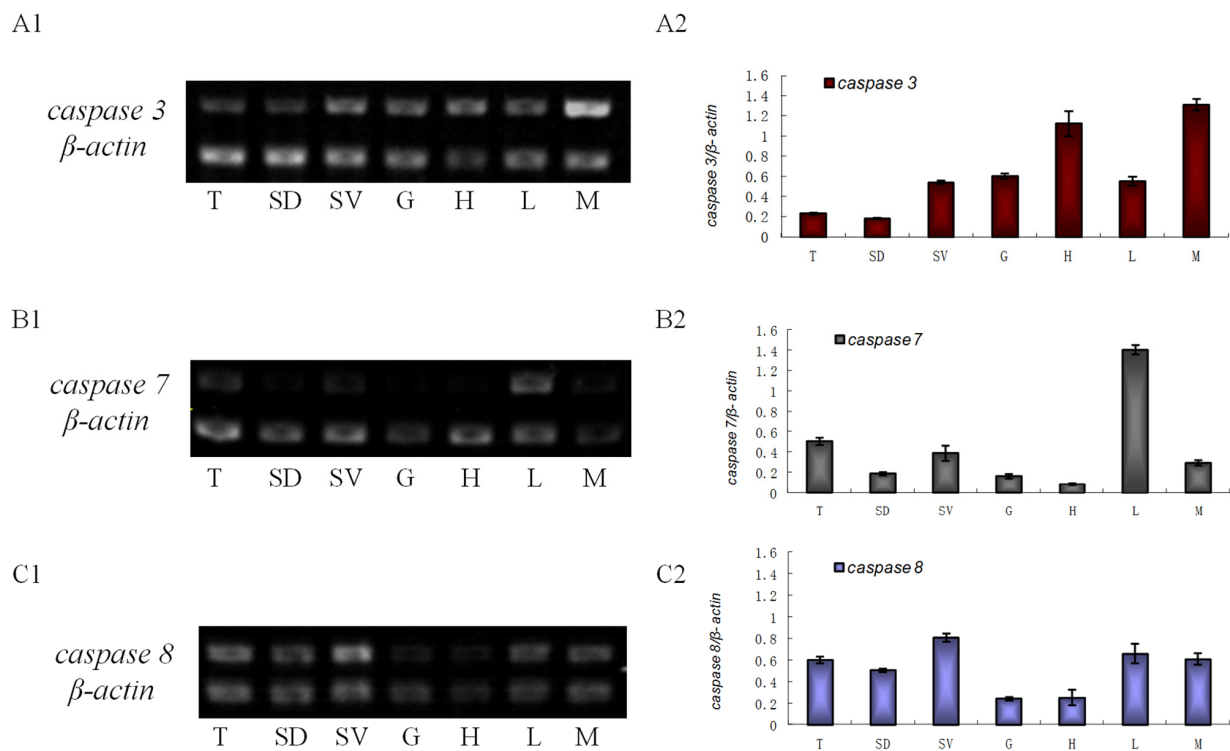 A1
caspase 3
β-actin
T SD SV G H L M
A2
caspase 3/β- actin
1.6
1.4
1.2
1
0.8
0.6
0.4
0.2
0
caspase 3
T SD SV G H L M
B1
caspase 7
β-actin
T SD SV G H L M
B2
caspase 7/β- actin
1.6
1.4
1.2
1
0.8
0.6
0.4
0.2
0
caspase 7
T SD SV G H L M
C1
caspase 8
β-actin
T SD SV G H L M
C2
caspase 8/β- actin
1.6
1.4
1.2
1
0.8
0.6
0.4
0.2
0
caspase 8
T SD SV G H L M